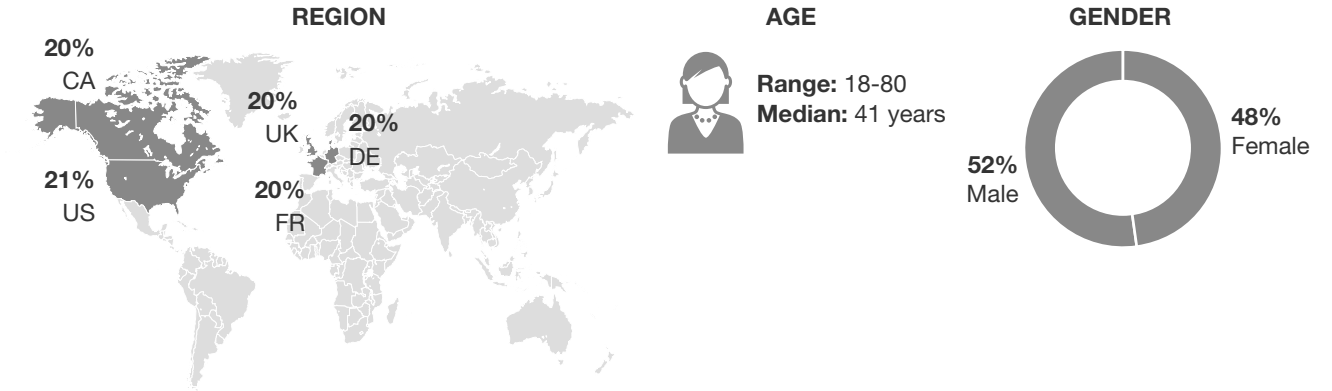 REGION
20%
CA
20%
UK
20%
DE
21%
US
20%
FR
AGE
Range: 18-80
Median: 41 years
GENDER
48%
Female
52%
Male